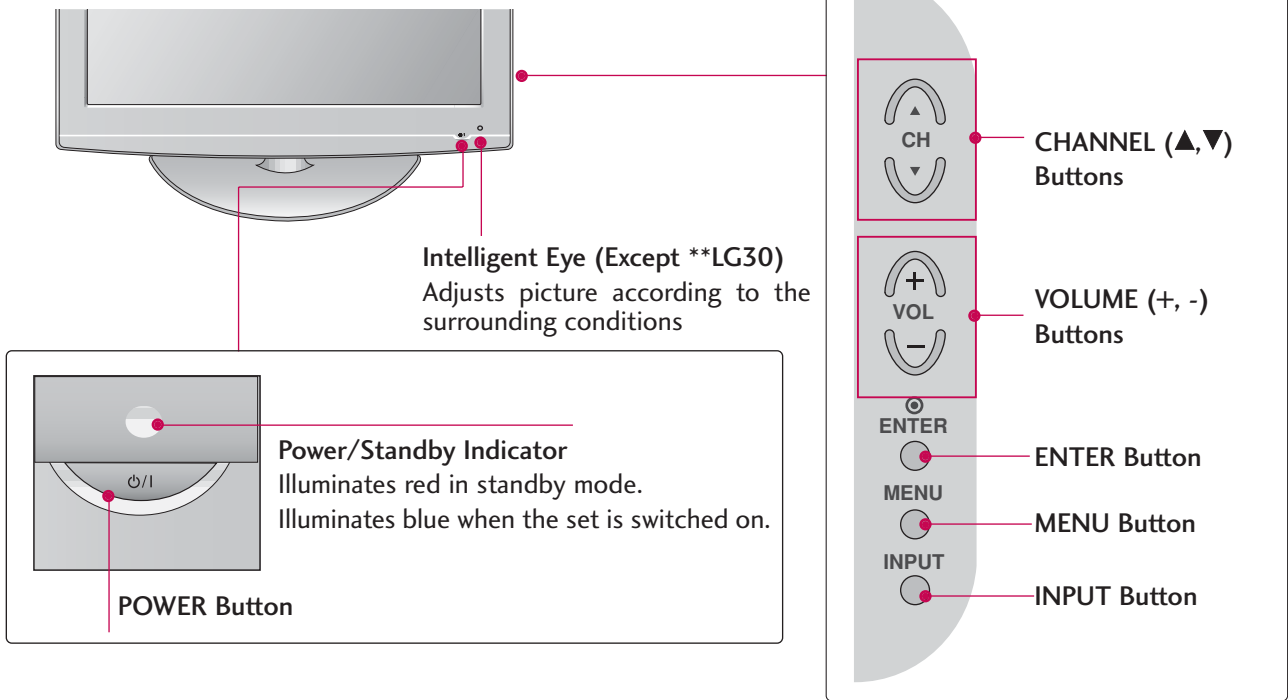 Intelligent Eye (Except **LG30)
Adjusts picture according to the
surrounding conditions
Power/Standby Indicator
Illuminates red in standby mode.
Illuminates blue when the set is switched on.
⏻/I
POWER Button
▲
CH
▼
CHANNEL (▲,▼)
Buttons
+
VOL
−
VOLUME (+, -)
Buttons
ENTER
ENTER Button
MENU
MENU Button
INPUT
INPUT Button